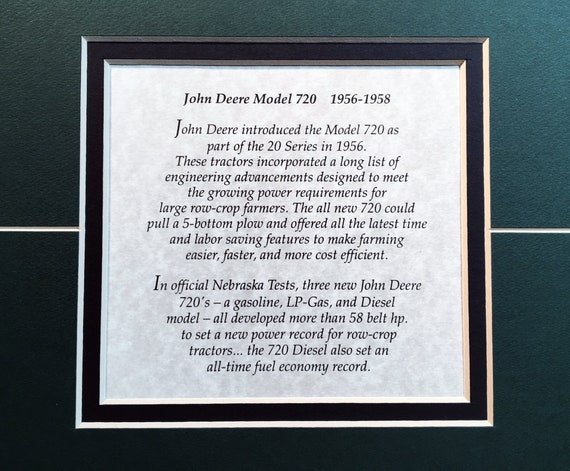 John Deere Model 720 1956-1958
John Deere introduced the Model 720 as
part of the 20 Series in 1956.
These tractors incorporated a long list of
engineering advancements designed to meet
the growing power requirements for
large row-crop farmers. The all new 720 could
pull a 5-bottom plow and offered all the latest time
and labor saving features to make farming
easier, faster, and more cost efficient.
In official Nebraska Tests, three new John Deere
720's – a gasoline, LP-Gas, and Diesel
model – all developed more than 58 belt hp.
to set a new power record for row-crop
tractors... the 720 Diesel also set an
all-time fuel economy record.